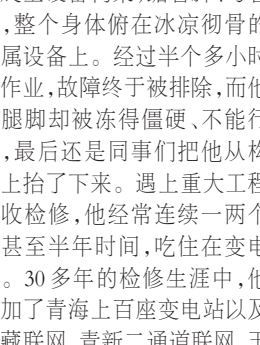 ,整个身体俯在冰凉彻骨的
属设备上。经过半个多小时
作业,故障终于被排除,而他
腿脚却被冻得僵硬、不能行
,最后还是同事们把他从构
上抬了下来。遇上重大工程
收检修,他经常连续一两个
甚至半年时间,吃住在变电
。30多年的检修生涯中,他
加了青海上百座变电站以及
藏联网、青新二通道联网、玉